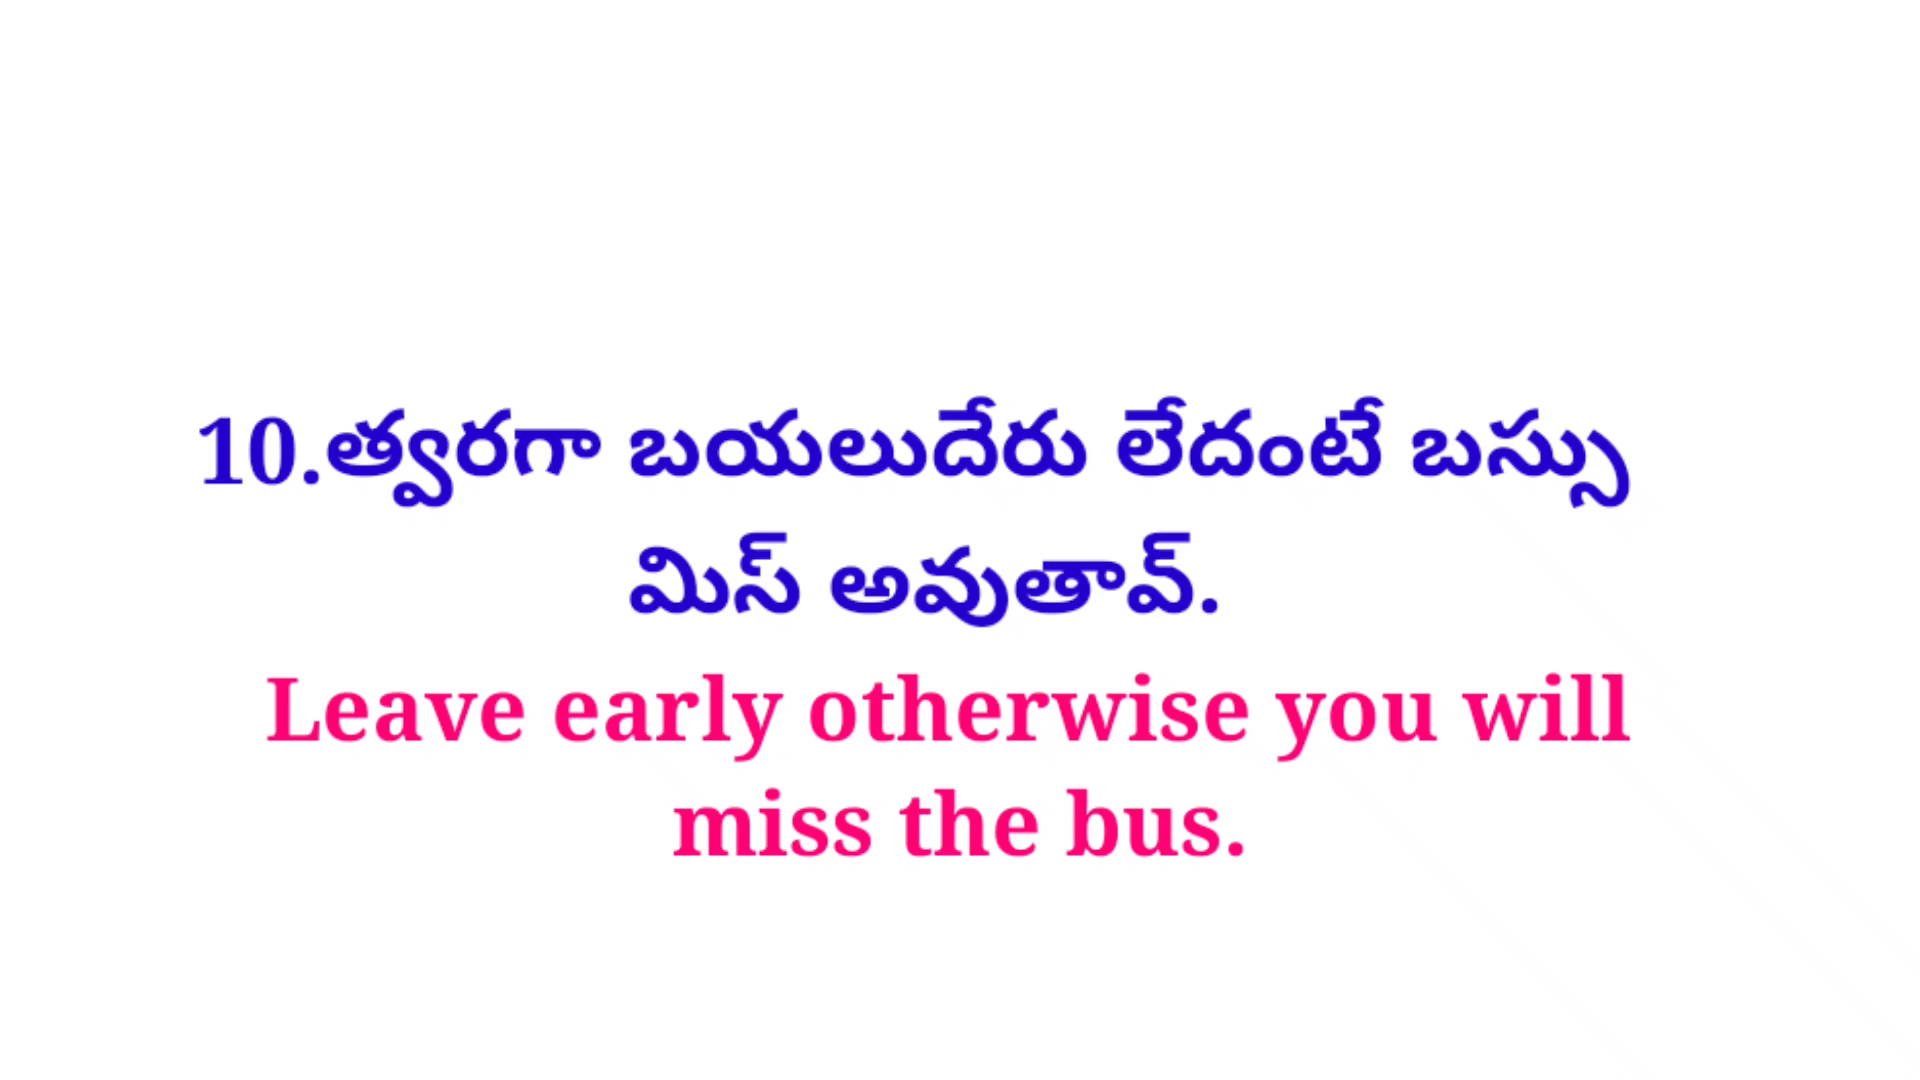 10.త్వరగా బయలుదేరు లేదంటే బస్సు
మిస్ అవుతావ్.
Leave early otherwise you will
miss the bus.